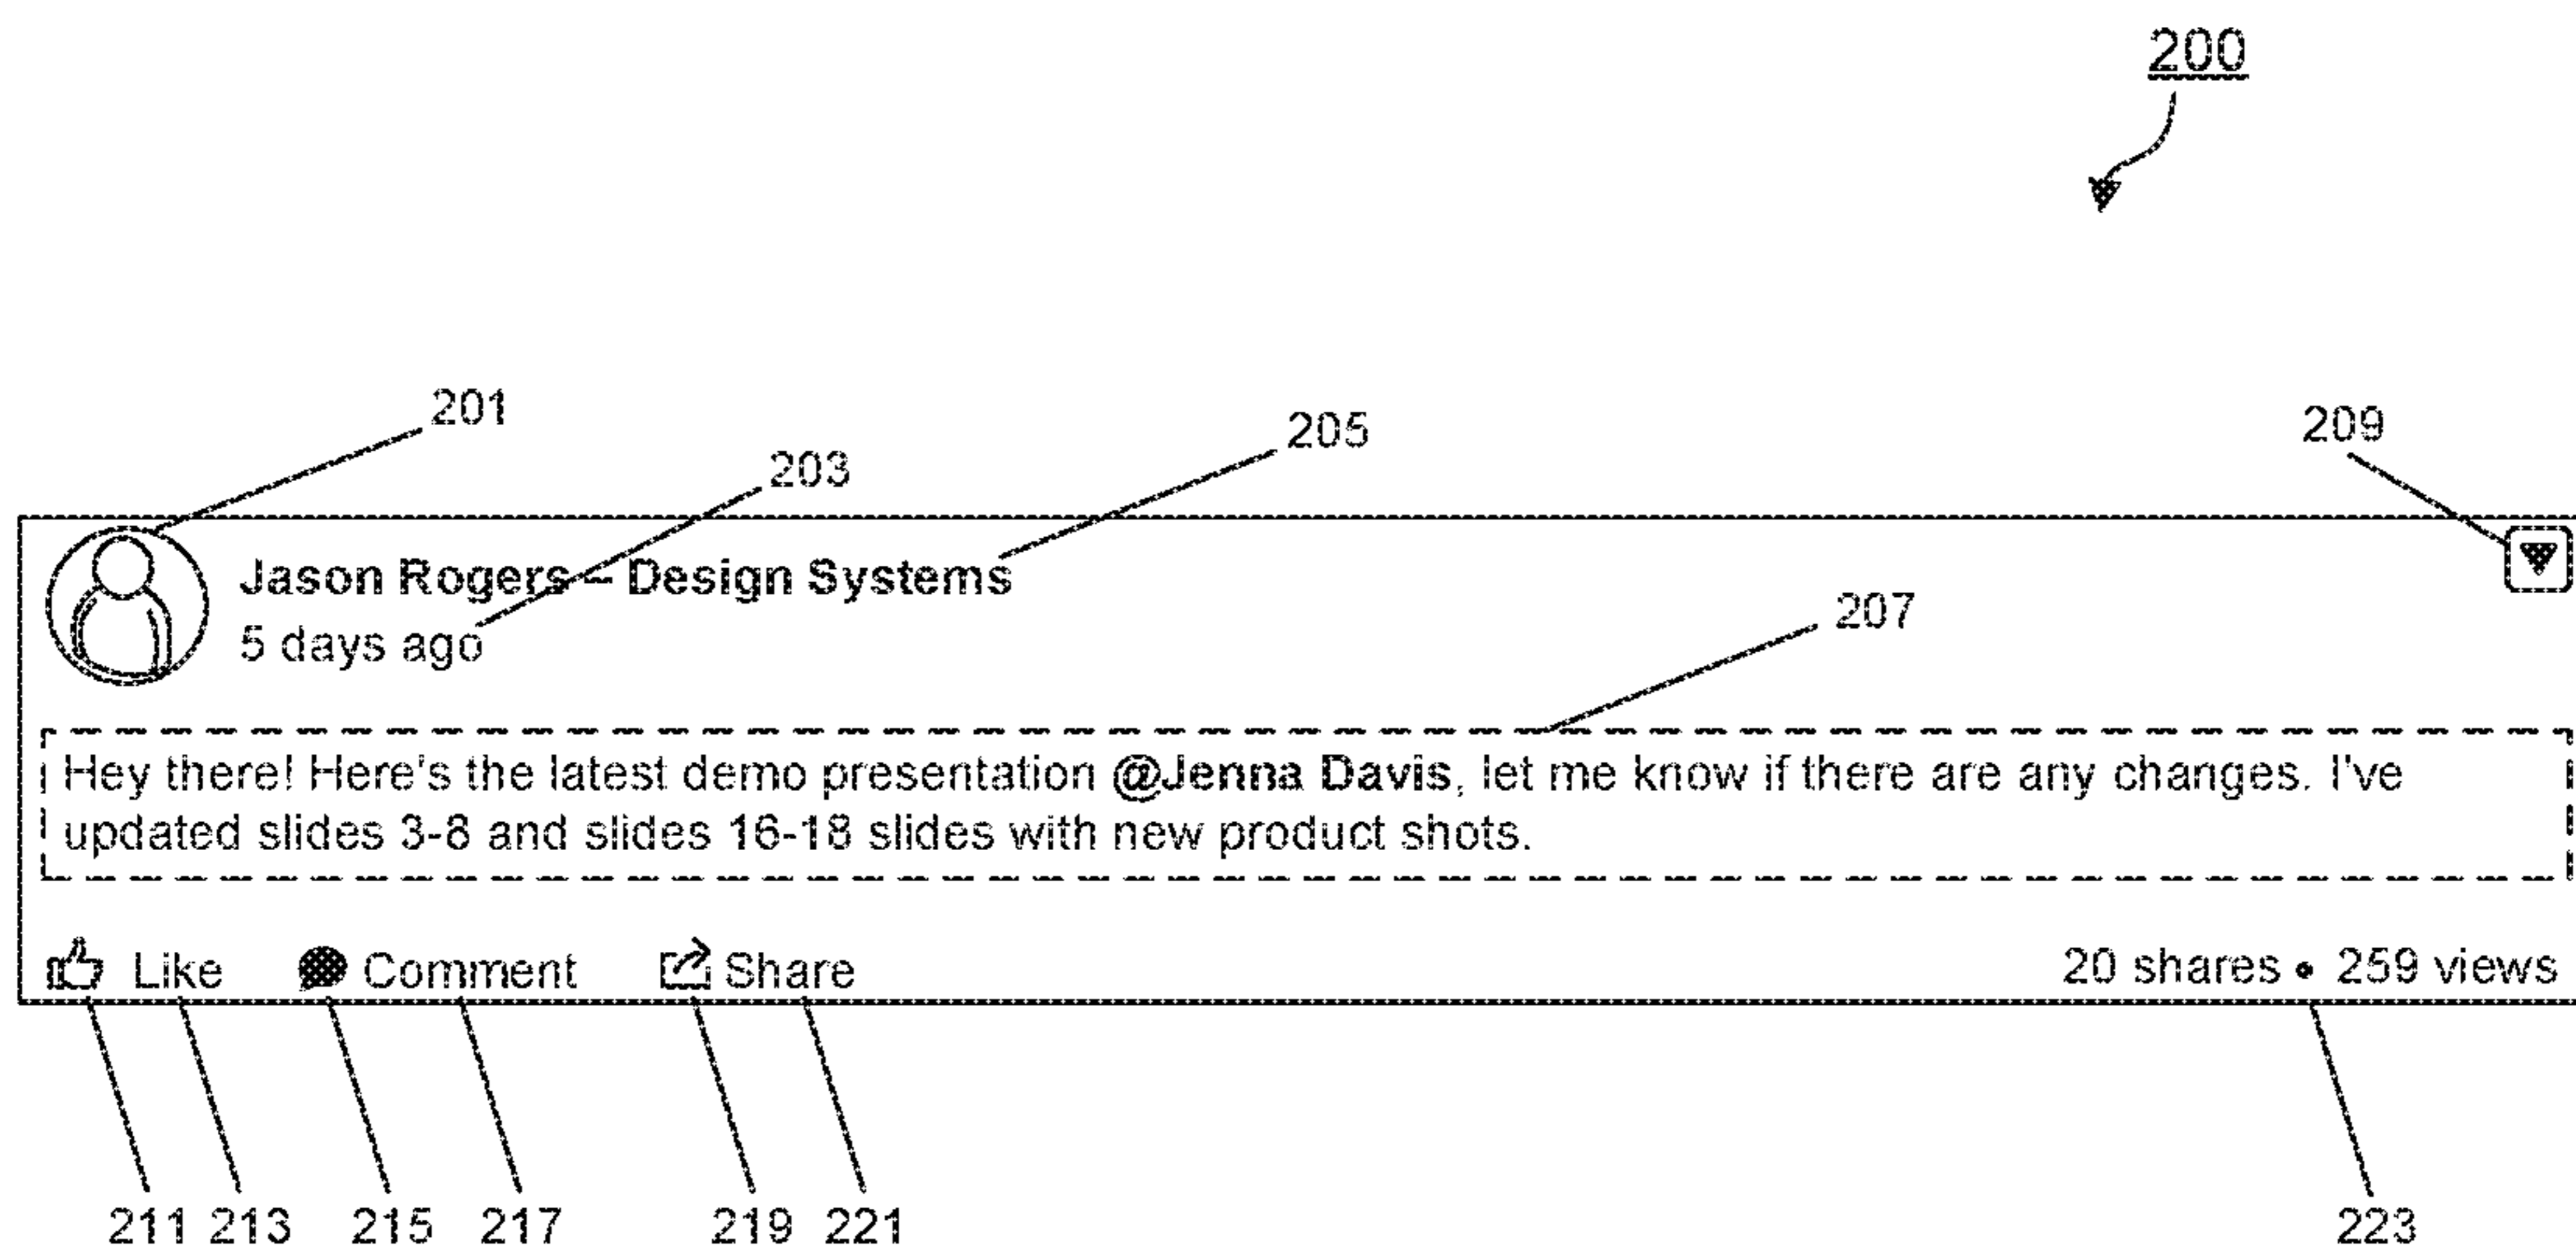 200
201
205
209
203
Jason Rogers – Design Systems
5 days ago
207
Hey there! Here's the latest demo presentation @Jenna Davis, let me know if there are any changes. I've
updated slides 3-8 and slides 16-18 slides with new product shots.
Like Comment Share 20 shares • 259 views
211 213 215 217 219 221 223